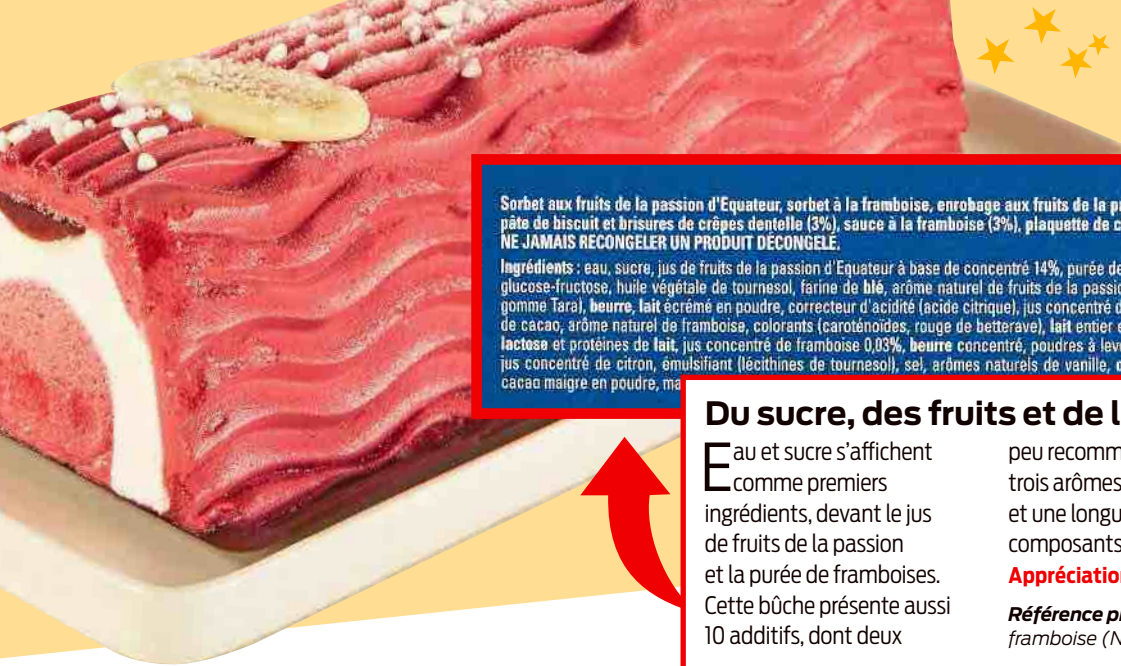 Sorbet aux fruits de la passion d'Equateur, sorbet à la framboise, enrobage aux fruits de la p
pâte de biscuit et brisures de crêpes dentelle (3%), sauce à la framboise (3%), plaquette de c
NE JAMAIS RECONGELER UN PRODUIT DÉCONGELÉ.
Ingrédients : eau, sucre, jus de fruits de la passion d'Equateur à base de concentré 14%, purée de
glucose-fructose, huile végétale de tournesol, farine de blé, arôme naturel de fruits de la passio
gomme Tara), beurre, lait écrémé en poudre, correcteur d'acidité (acide citrique), jus concentré d
de cacao, arôme naturel de framboise, colorants (caroténoïdes, rouge de betterave), lait entier e
lactose et protéines de lait, jus concentré de framboise 0,03%, beurre concentré, poudres à lev
jus concentré de citron, émulsifiant (lécithines de tournesol), sel, arômes naturels de vanille,
cacao maigre en poudre, ma
Du sucre, des fruits et de l
Eau et sucre s'affichent
comme premiers
ingrédients, devant le jus
de fruits de la passion
et la purée de framboises.
Cette bûche présente aussi
10 additifs, dont deux
peu recomm
trois arômes
et une longu
composants
Appréciation
Référence p
framboise (N